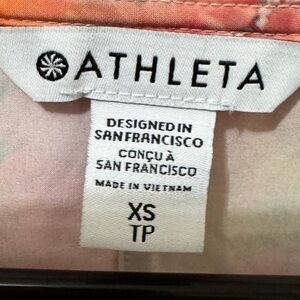 ATHLETA
DESIGNED IN
SAN FRANCISCO
CONÇU À
SAN FRANCISCO
MADE IN VIETNAM
XS
TP